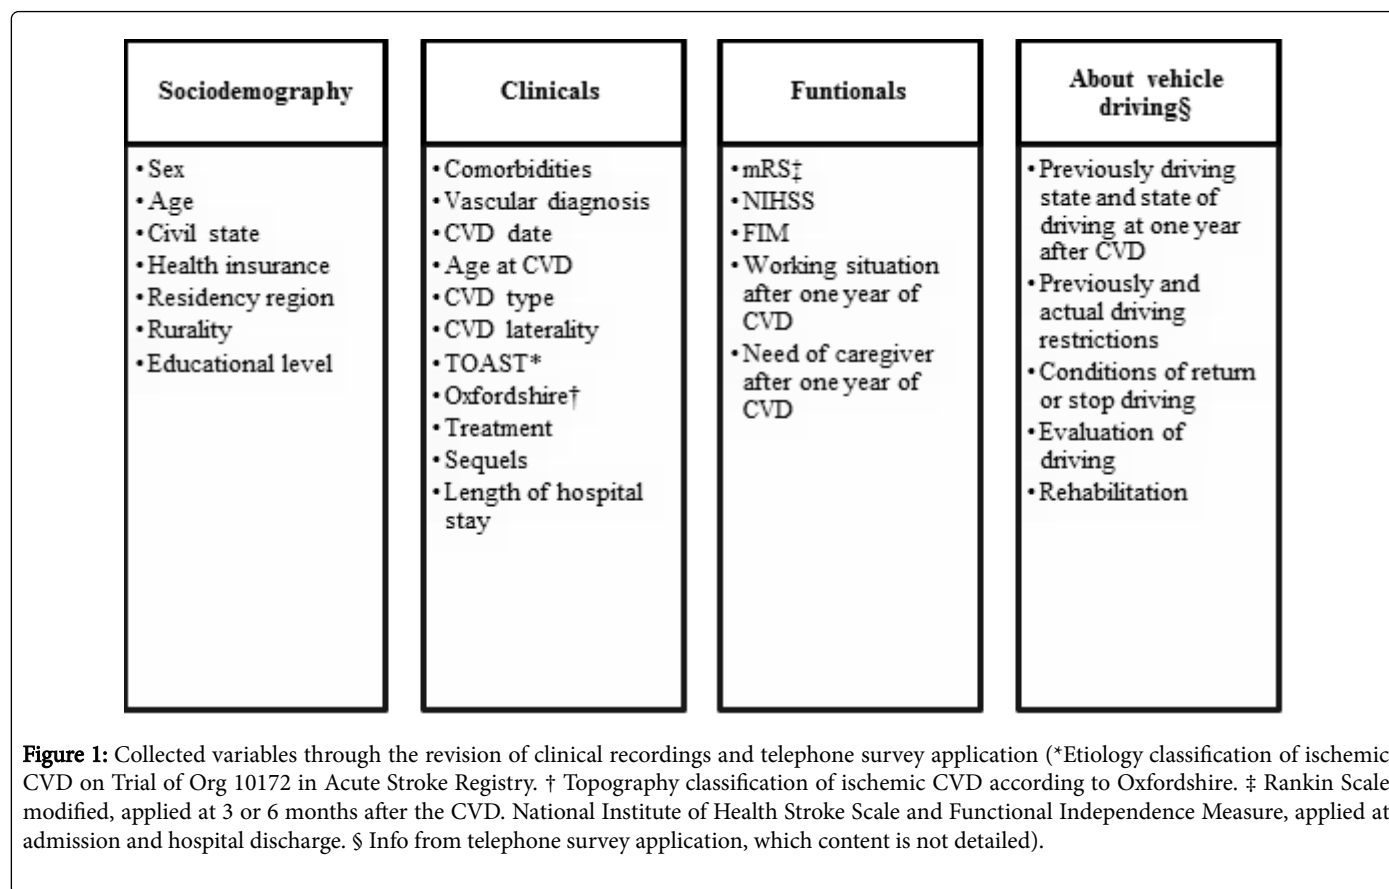 Sociodemography
• Sex
• Age
• Civil state
• Health insurance
• Residency region
• Rurality
• Educational level
Clinicals
• Comorbidities
• Vascular diagnosis
• CVD date
• Age at CVD
• CVD type
• CVD laterality
• TOAST*
• Oxfordshire†
• Treatment
• Sequels
• Length of hospital
stay
Funtionals
• mRS‡
• NIHSS
• FIM
• Working situation
after one year of
CVD
• Need of caregiver
after one year of
CVD
About vehicle
driving§
• Previously driving
state and state of
driving at one year
after CVD
• Previously and
actual driving
restrictions
• Conditions of return
or stop driving
• Evaluation of
driving
• Rehabilitation
Figure 1: Collected variables through the revision of clinical recordings and telephone survey application (*Etiology classification of ischemic
CVD on Trial of Org 10172 in Acute Stroke Registry. † Topography classification of ischemic CVD according to Oxfordshire. ‡ Rankin Scale
modified, applied at 3 or 6 months after the CVD. National Institute of Health Stroke Scale and Functional Independence Measure, applied at
admission and hospital discharge. § Info from telephone survey application, which content is not detailed).